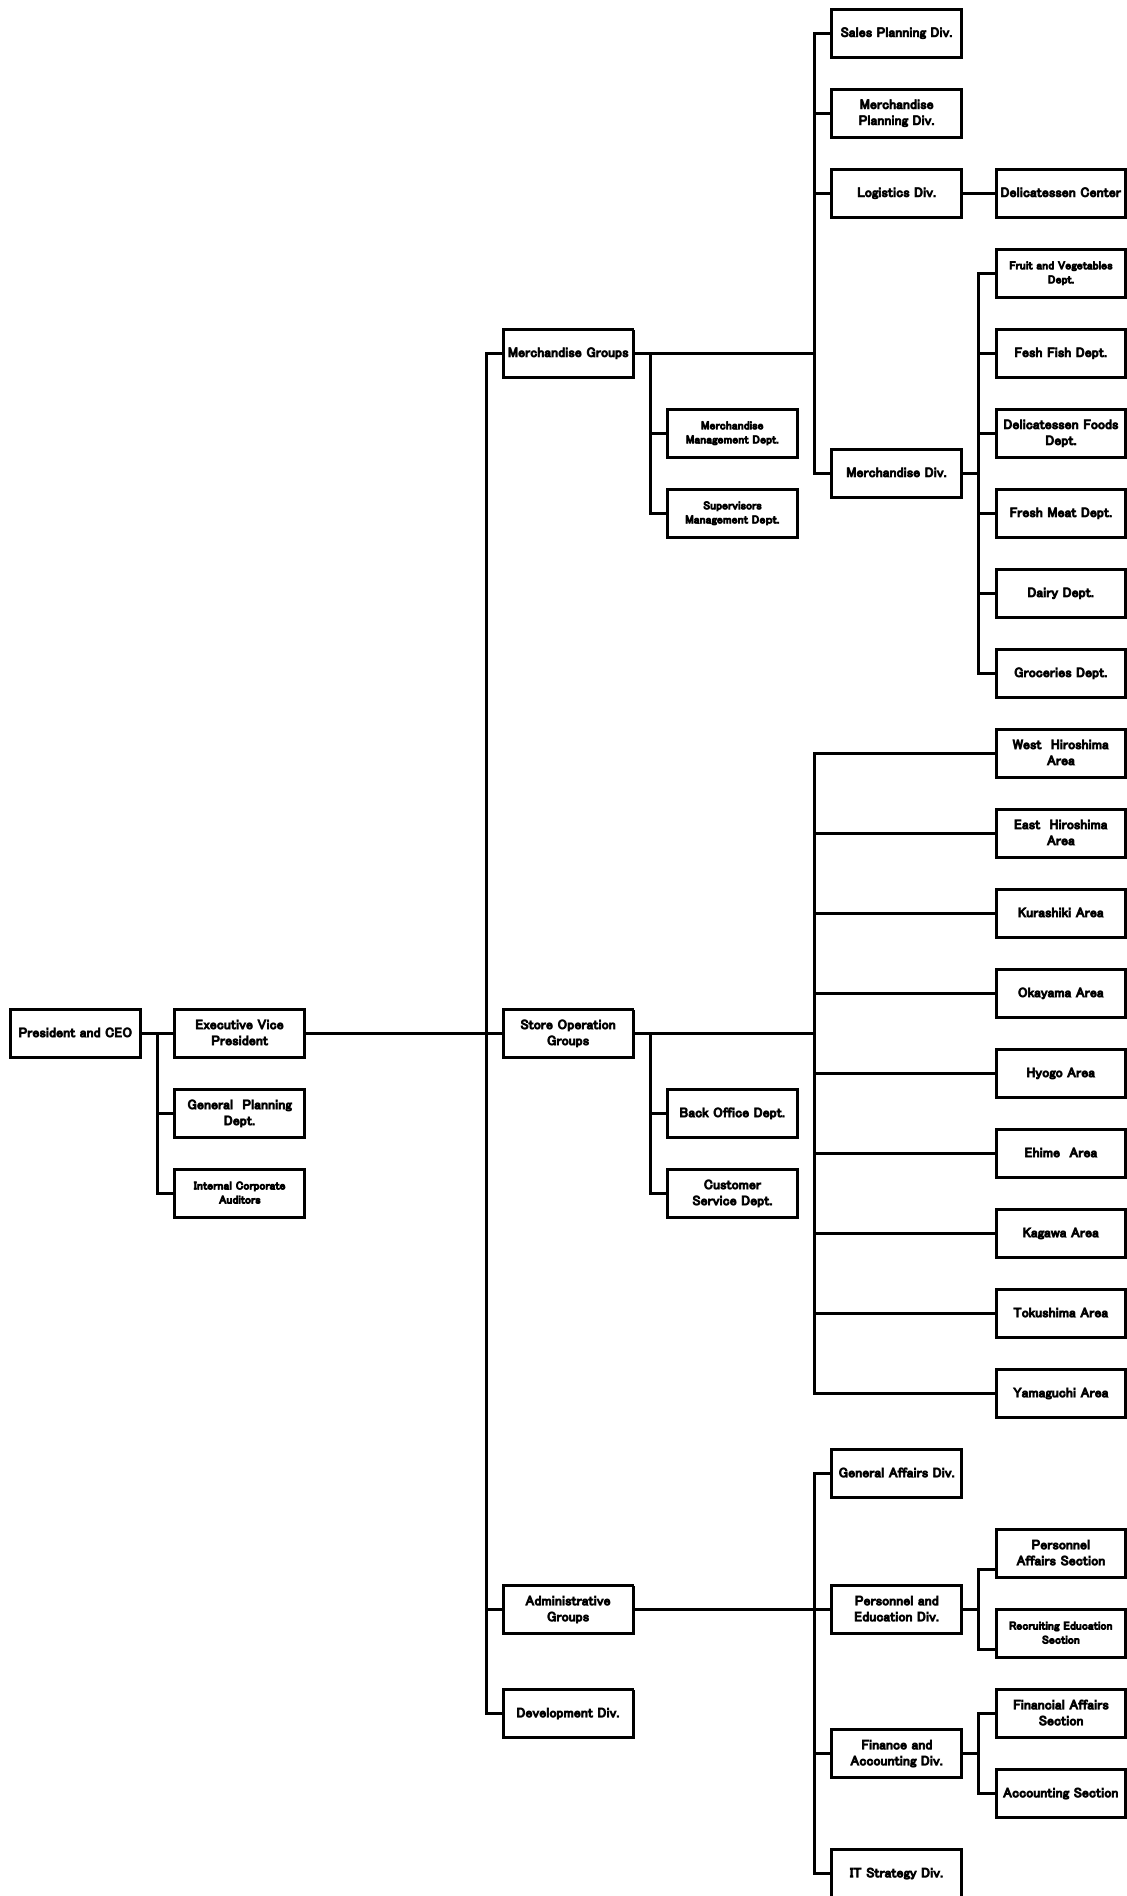 Sales Planning Div.
Merchandise
Planning Div.
Logistics Div.
Delicatessen Center
Fruit and Vegetables
Dept.
Merchandise Groups
Fesh Fish Dept.
Merchandise
Management Dept.
Delicatessen Foods
Dept.
Merchandise Div.
Supervisors
Management Dept.
Fresh Meat Dept.
Dairy Dept.
Groceries Dept.
West Hiroshima
Area
East Hiroshima
Area
Kurashiki Area
Okayama Area
President and CEO
Executive Vice
President
Store Operation
Groups
Hyogo Area
General Planning
Dept.
Back Office Dept.
Ehime Area
Internal Corporate
Auditors
Customer
Service Dept.
Kagawa Area
Tokushima Area
Yamaguchi Area
General Affairs Div.
Personnel
Affairs Section
Administrative
Groups
Personnel and
Education Div.
Recruiting Education
Section
Development Div.
Financial Affairs
Section
Finance and
Accounting Div.
Accounting Section
IT Strategy Div.